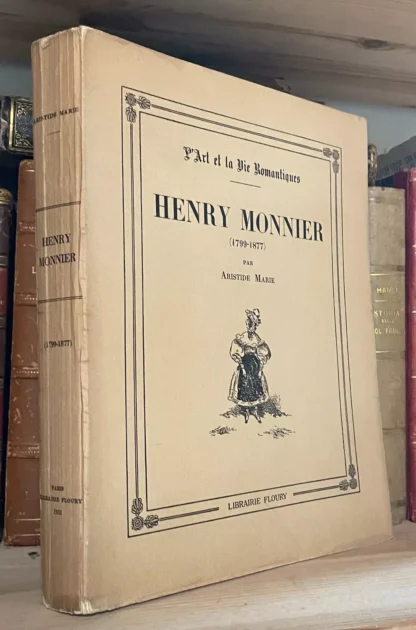 L'Art et la Vie Romantiques
HENRY MONNIER
(1799-1877)
PAR
ARISTIDE MARIE
LIBRAIRIE FLOURY
ARISTIDE MARIE
HENRY
MONNIER
(1799-1877)
PARIS
LIBRAIRIE FLOURY